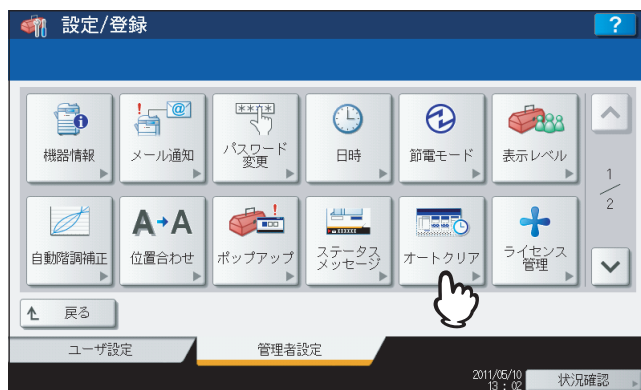 設定/登録
?
機器情報
メール通知
パスワード
変更
日時
節電モード
表示レベル
自動階調補正
位置合わせ
ポップアップ
ステータス
メッセージ
オートクリア
ライセンス
管理
1
2
戻る
ユーザ設定
管理者設定
2011/05/10
13 : 02
状況確認
@
****
A→A